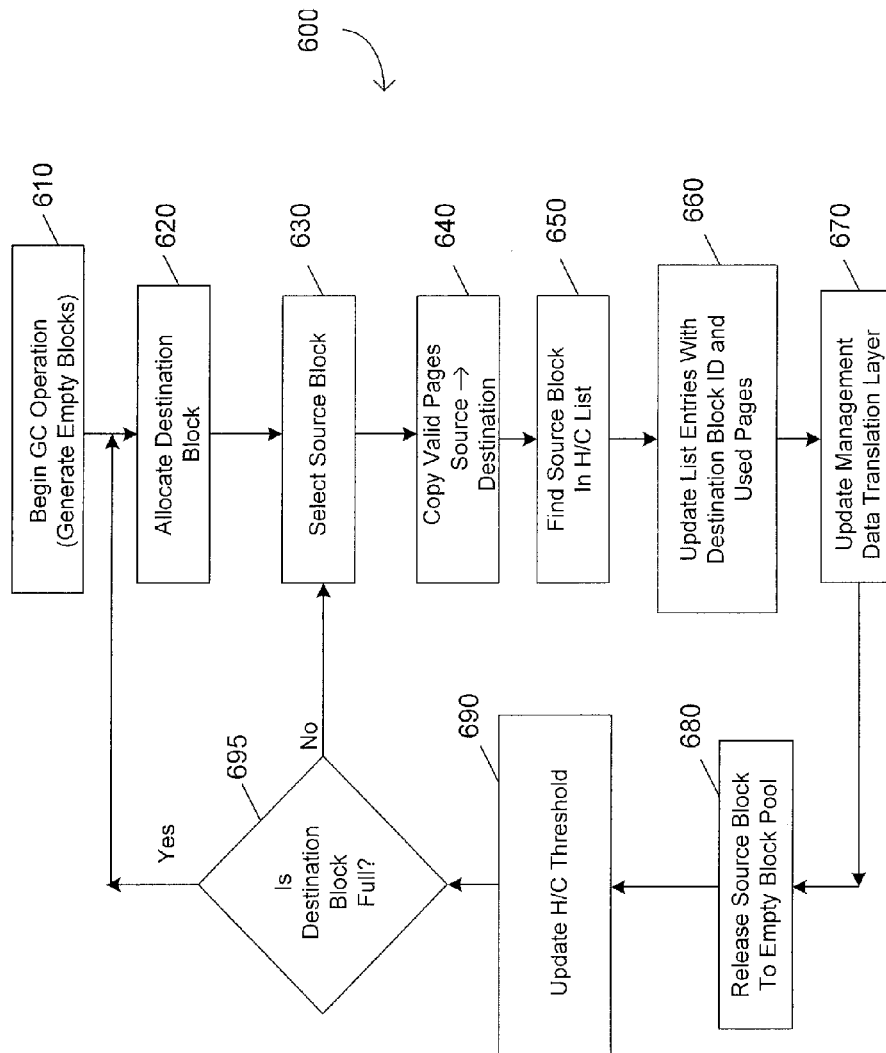 600
610
Begin GC Operation
(Generate Empty Blocks)
620
Allocate Destination
Block
630
Select Source Block
640
Copy Valid Pages
Source → Destination
650
Find Source Block
In H/C List
660
Update List Entries With
Destination Block ID and
Used Pages
670
Update Management
Data Translation Layer
680
Release Source Block
To Empty Block Pool
690
Update H/C Threshold
695
Is
Destination
Block
Full?
Yes
No